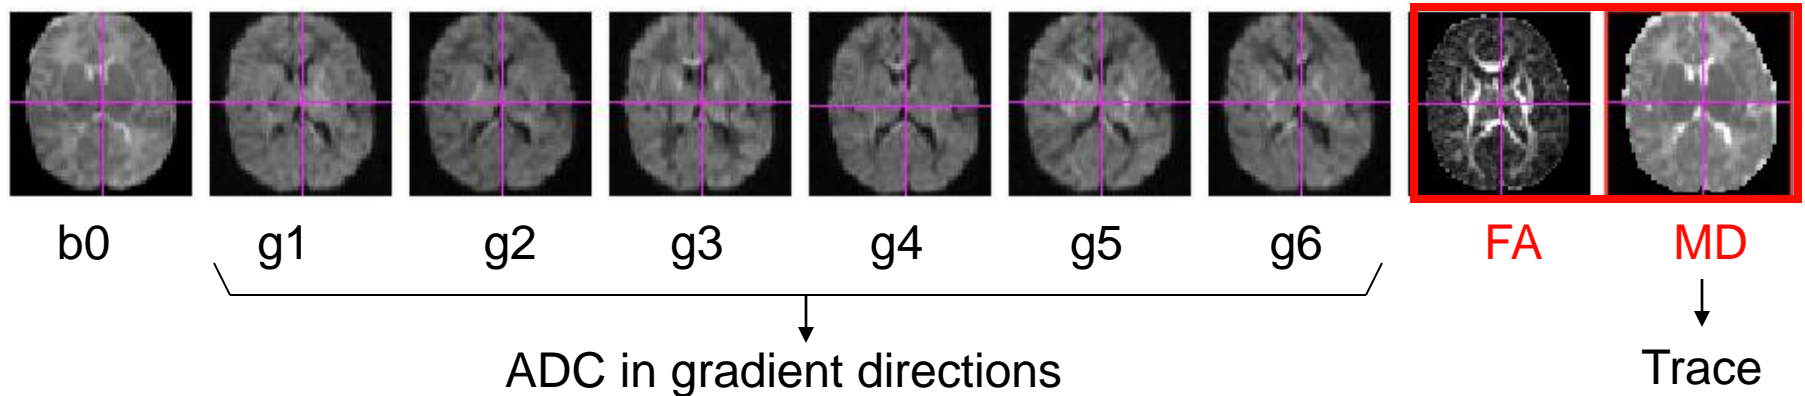 b0 g1 g2 g3 g4 g5 g6 FA MD
ADC in gradient directions Trace